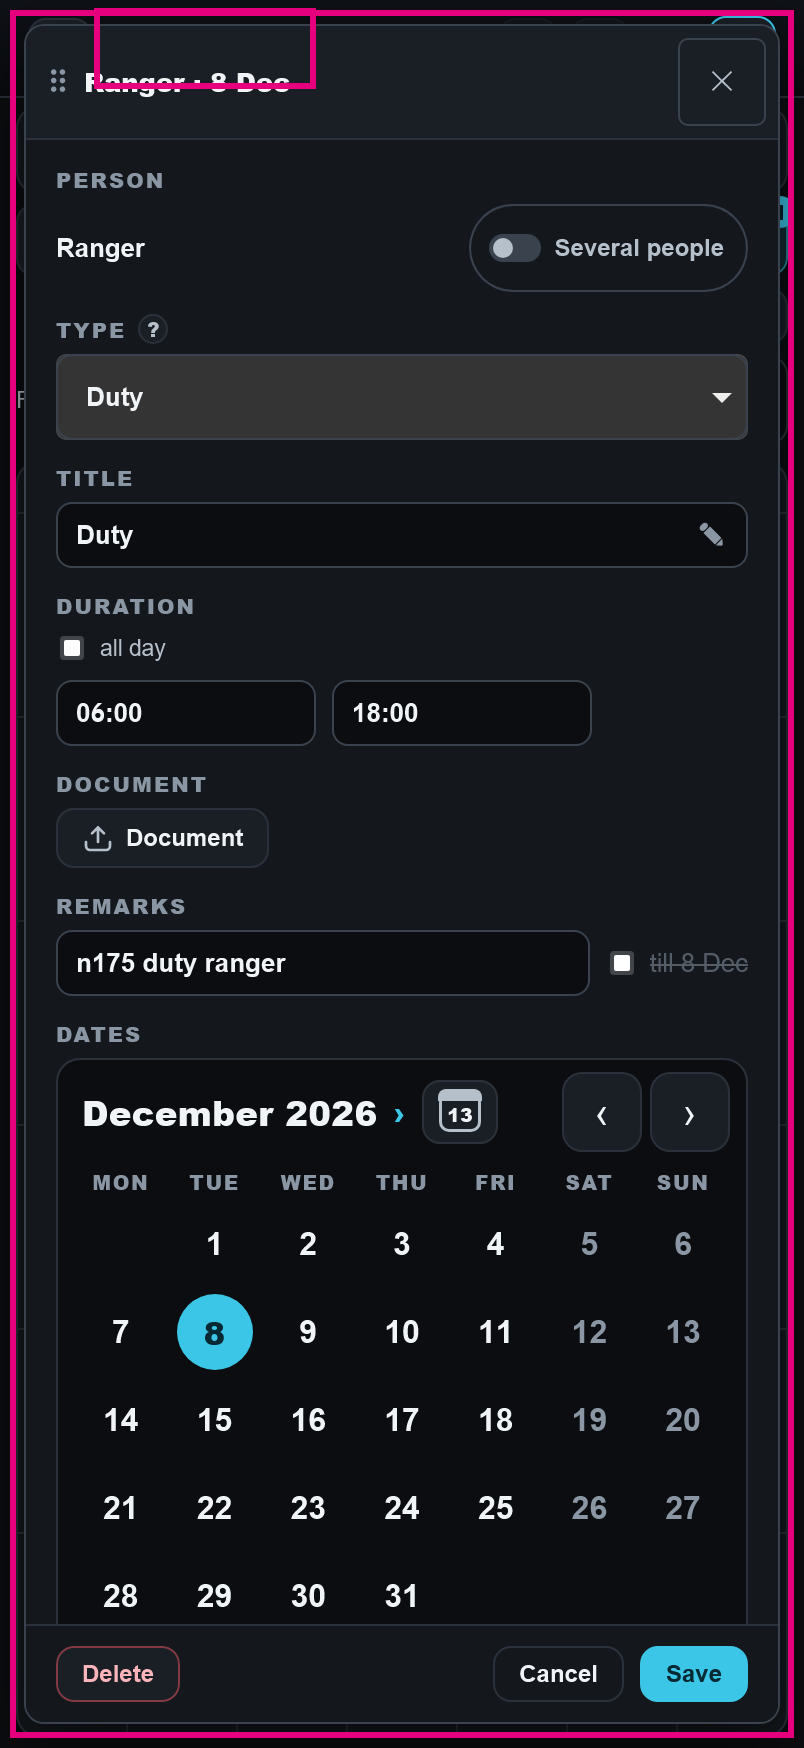 Ranger · 8 Dec
PERSON
Ranger
Several people
TYPE ?
Duty
TITLE
Duty
DURATION
all day
06:00 18:00
DOCUMENT
Document
REMARKS
n175 duty ranger
till 8 Dec
DATES
December 2026 › 13 ‹ ›
MON TUE WED THU FRI SAT SUN
1 2 3 4 5 6
7 8 9 10 11 12 13
14 15 16 17 18 19 20
21 22 23 24 25 26 27
28 29 30 31
Delete Cancel Save